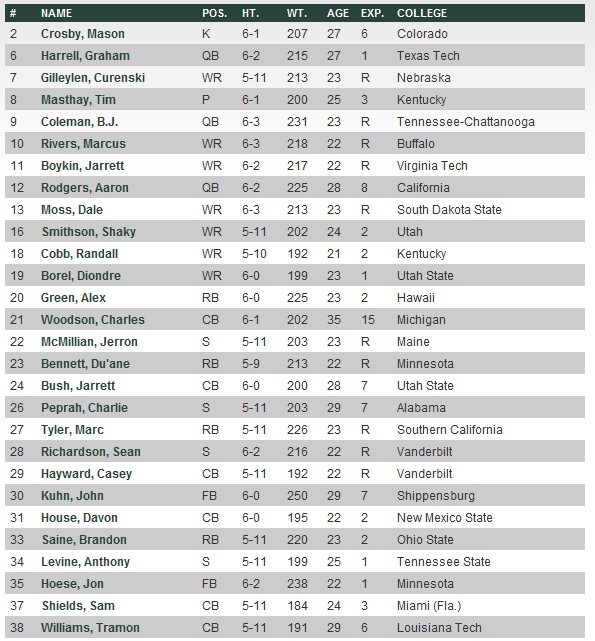 # NAME POS. HT. WT. AGE EXP. COLLEGE
2 Crosby, Mason K 6-1 207 27 6 Colorado
6 Harrell, Graham QB 6-2 215 27 1 Texas Tech
7 Gilleylen, Curenski WR 5-11 213 23 R Nebraska
8 Masthay, Tim P 6-1 200 25 3 Kentucky
9 Coleman, B.J. QB 6-3 231 23 R Tennessee-Chattanooga
10 Rivers, Marcus WR 6-3 218 22 R Buffalo
11 Boykin, Jarrett WR 6-2 217 22 R Virginia Tech
12 Rodgers, Aaron QB 6-2 225 28 8 California
13 Moss, Dale WR 6-3 213 23 R South Dakota State
16 Smithson, Shaky WR 5-11 202 24 2 Utah
18 Cobb, Randall WR 5-10 192 21 2 Kentucky
19 Borel, Diondre WR 6-0 199 23 1 Utah State
20 Green, Alex RB 6-0 225 23 2 Hawaii
21 Woodson, Charles CB 6-1 202 35 15 Michigan
22 McMillian, Jerron S 5-11 203 23 R Maine
23 Bennett, Du'ane RB 5-9 213 22 R Minnesota
24 Bush, Jarrett CB 6-0 200 28 7 Utah State
26 Peprah, Charlie S 5-11 203 29 7 Alabama
27 Tyler, Marc RB 5-11 226 23 R Southern California
28 Richardson, Sean S 6-2 216 22 R Vanderbilt
29 Hayward, Casey CB 5-11 192 22 R Vanderbilt
30 Kuhn, John FB 6-0 250 29 7 Shippensburg
31 House, Davon CB 6-0 195 22 2 New Mexico State
33 Saine, Brandon RB 5-11 220 23 2 Ohio State
34 Levine, Anthony S 5-11 199 25 1 Tennessee State
35 Hoese, Jon FB 6-2 238 22 1 Minnesota
37 Shields, Sam CB 5-11 184 24 3 Miami (Fla.)
38 Williams, Tramon CB 5-11 191 29 6 Louisiana Tech